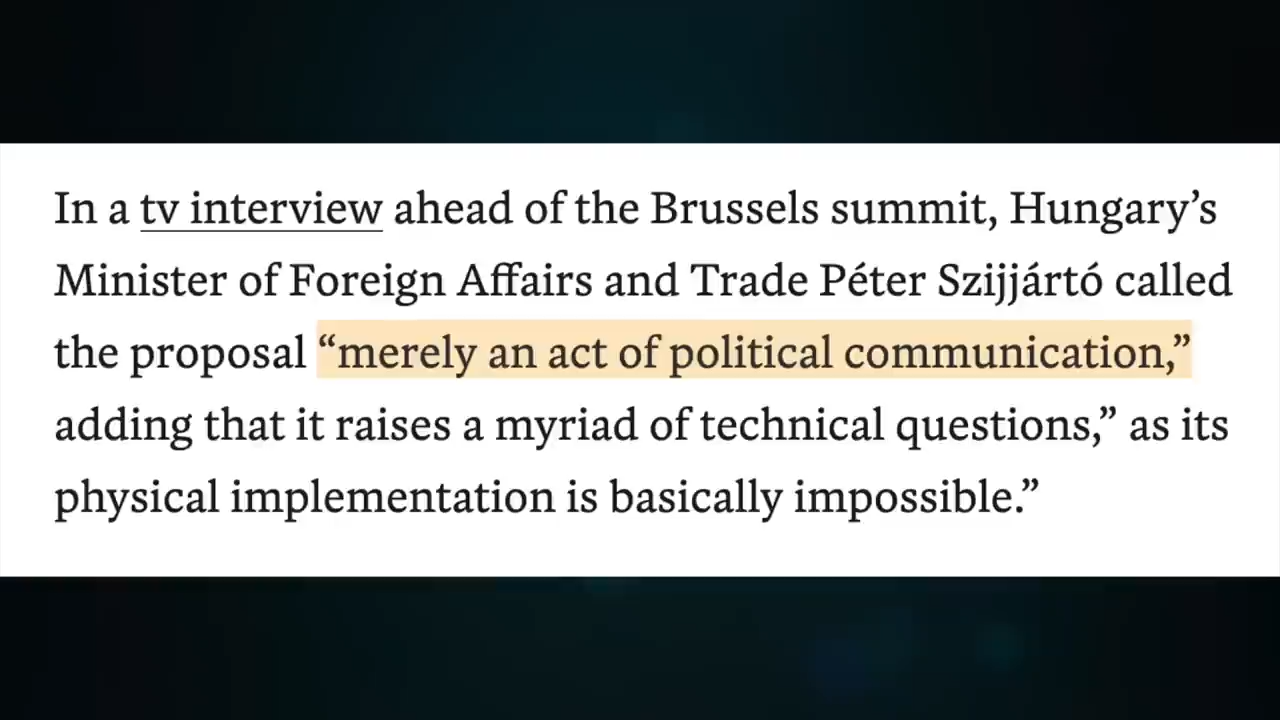 In a tv interview ahead of the Brussels summit, Hungary’s
Minister of Foreign Affairs and Trade Péter Szijjártó called
the proposal “merely an act of political communication,”
adding that it raises a myriad of technical questions,” as its
physical implementation is basically impossible.”